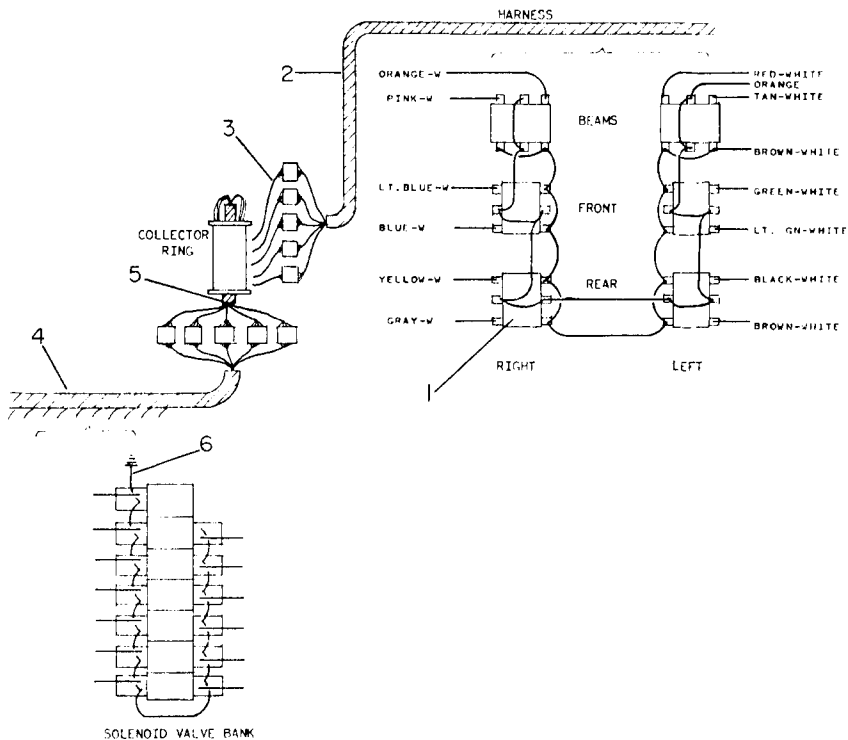 HARNESS
2
ORANGE-W
RED-WHITE
ORANGE
PINK-W
TAN-WHITE
3
BEAMS
BROWN-WHITE
LT.BLUE-W
GREEN-WHITE
FRONT
COLLECTOR
RING
BLUE-W
LT. GN-WHITE
5
YELLOW-W
REAR
BLACK-WHITE
GRAY-W
BROWN-WHITE
4
RIGHT
LEFT
1
6
SOLENOID VALVE BANK